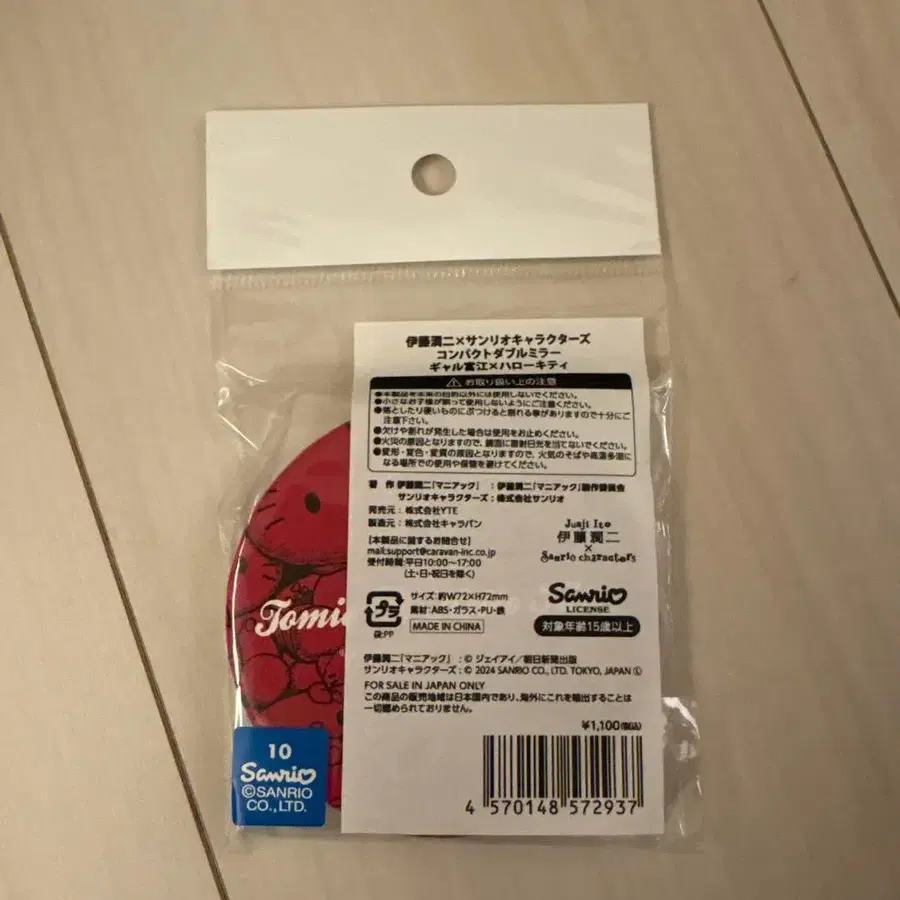 伊藤潤二×サンリオキャラクターズ
コンパクトダブルミラー
ギャル富江×ハローキティ
お取り扱い上の注意
●本製品を本来の目的以外には使用しないでください。
●小さなお子様が誤って使用しないようにご注意ください。
●落としたり硬いものにぶつけると割れる事がありますので十分にご
注意下さい。
●欠けや割れが発生した場合は使用をお止めください。
●火災の原因となりますので、鏡面に直射日光を当てないでください。
●変形・変色・変質の原因となりますので、火気のそばや高温多湿に
なる場所での使用や保管を避けてください。
著 作 伊藤潤二『マニアック』 : 伊藤潤二『マニアック』製作委員会
サンリオキャラクターズ : 株式会社サンリオ
発売元 : 株式会社YTE
製造元 : 株式会社キャラバン
【本製品に関するお問合せ】
mail:support@caravan-inc.co.jp
受付時間:平日10:00~17:00
(土・日・祝日を除く)
Junji Ito
伊藤潤二
×
Sanrio characters
プラ
袋:PP
サイズ:約W72×H72mm
素材:ABS・ガラス・PU・鉄
MADE IN CHINA
Sanrio
LICENSE
対象年齢15歳以上
伊藤潤二『マニアック』 : © ジェイアイ/朝日新聞出版
サンリオキャラクターズ : © 2024 SANRIO CO., LTD. TOKYO, JAPAN Ⓛ
FOR SALE IN JAPAN ONLY
この商品の販売地域は日本国内であり、海外にこれを輸出することは
一切認められておりません。
¥1,100(税込)
4 570148 572937
Tomi
10
Sanrio
©SANRIO
CO.,LTD.